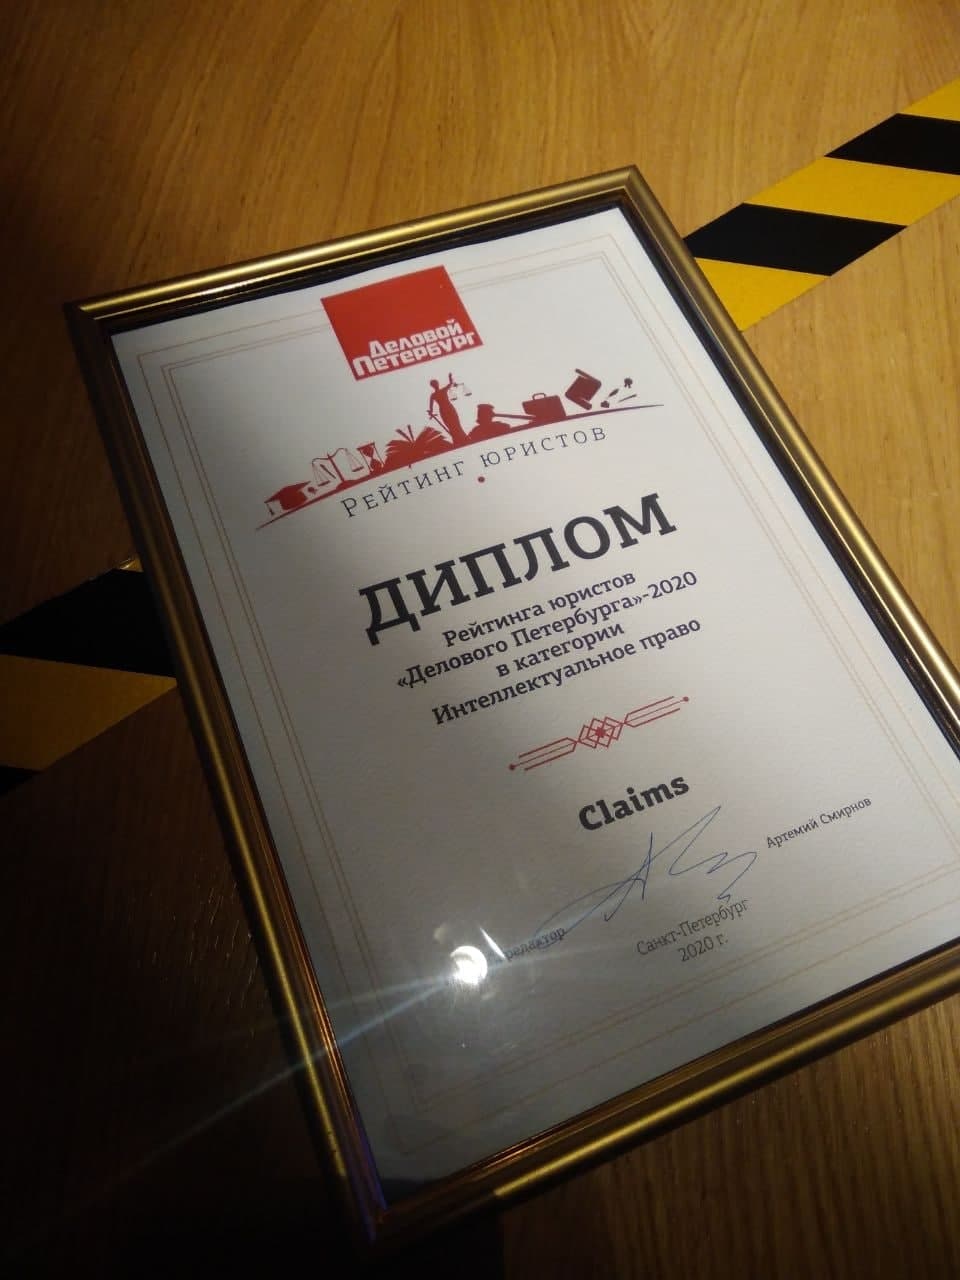 Деловой
Петербург
Рейтинг юристов
ДИПЛОМ
Рейтинга юристов
«Делового Петербурга»-2020
в категории
Интеллектуальное право
Claims
Артемий Смирнов
редактор
Санкт-Петербург
2020 г.